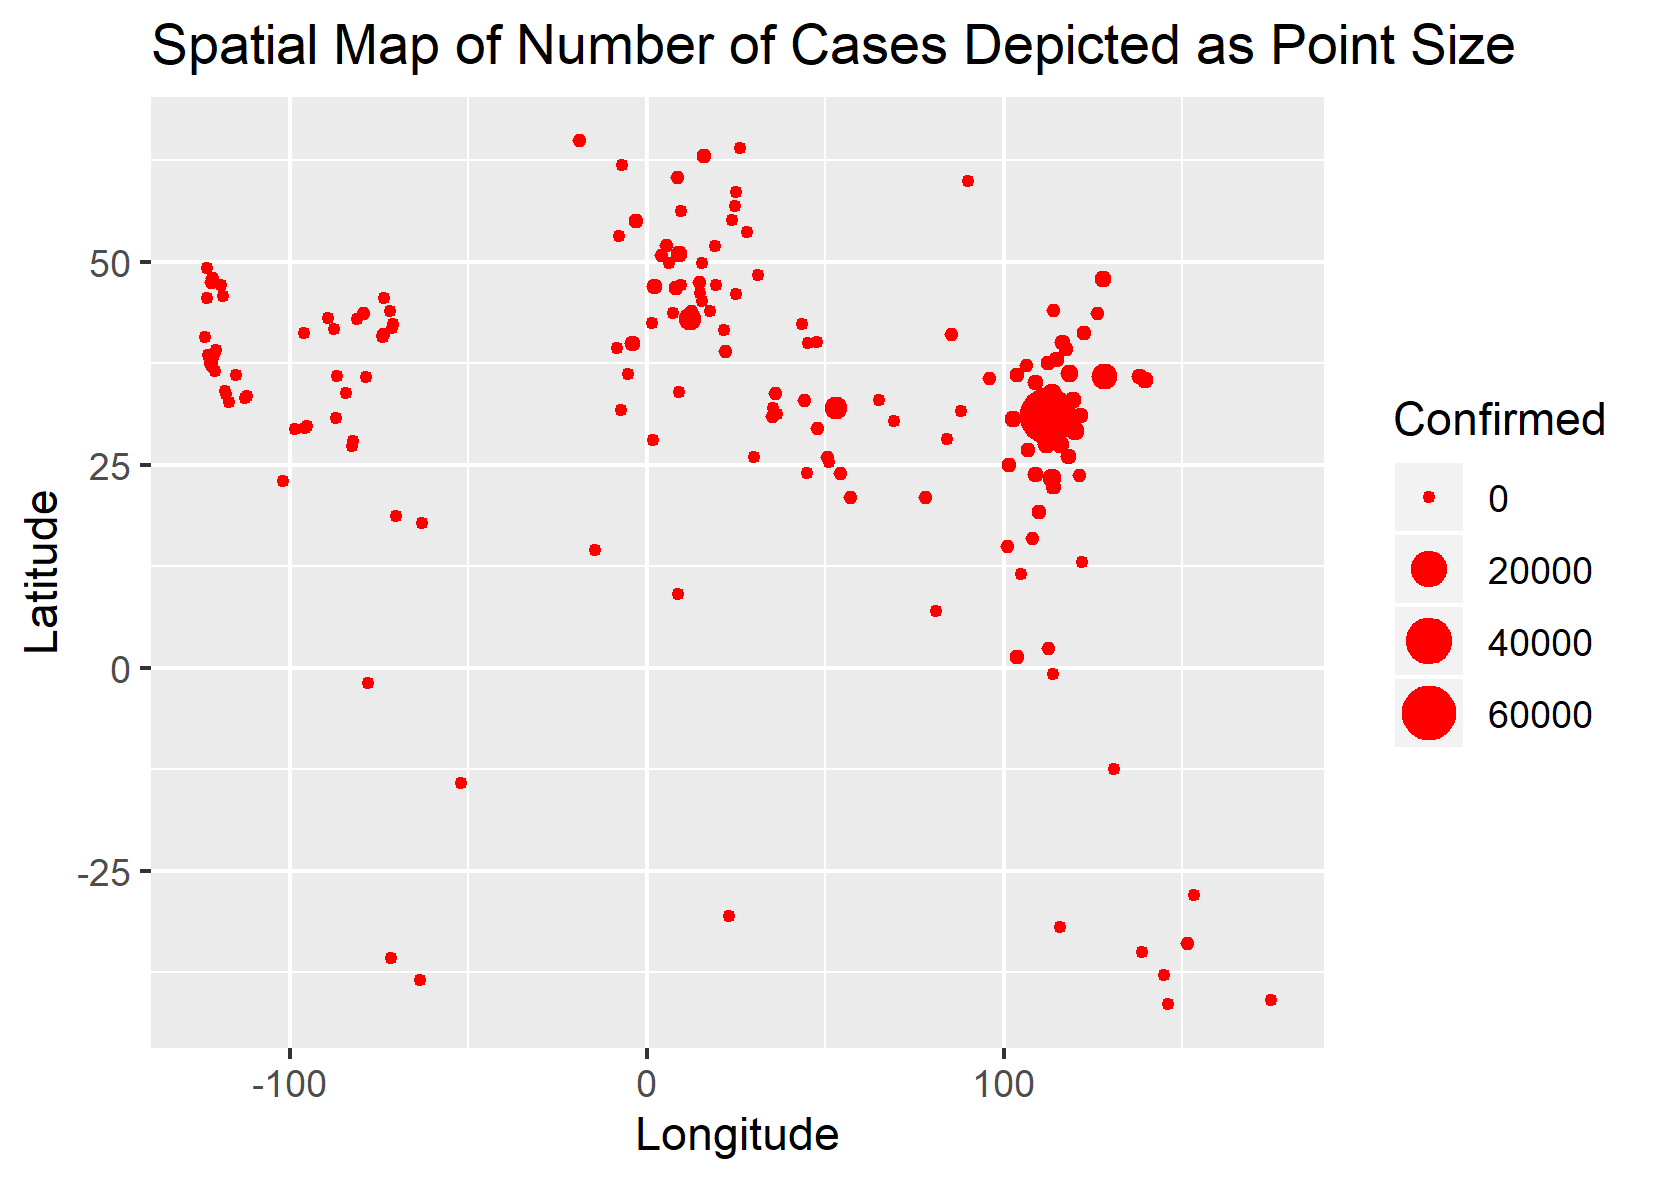 Spatial Map of Number of Cases Depicted as Point Size
Latitude
50
25
0
-25
-100
0
100
Longitude
Confirmed
0
20000
40000
60000